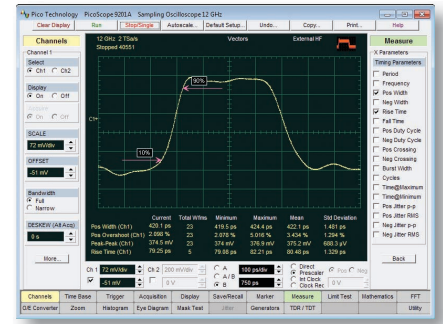 Pico Technology PicoScope 9201A Sampling Oscilloscope 12 GHz
Clear Display Run Stop/Single Autoscale... Default Setup... Undo... Copy... Print... Help
Channels
Channel 1
Select
Ch1 Ch2
Display
On Off
On Off
SCALE
72 mV/div
OFFSET
-51 mV
Bandwidth
Full
Narrow
DESKEW (All Acq)
0 s
More...
12 GHz 2 TSa/s Vectors External HF
Stopped 40551
90%
Ch1
10%
Current Total Wfms Minimum Maximum Mean Std Deviation
Pos Width (Ch1) 420.1 ps 23 419.5 ps 424.4 ps 422.1 ps 1.481 ps
Pos Overshoot (Ch1) 2.098 % 23 2.078 % 5.016 % 3.434 % 1.294 %
Peak-Peak (Ch1) 374.5 mV 23 374 mV 376.9 mV 375.2 mV 680.3 µV
Rise Time (Ch1) 79.25 ps 5 79.08 ps 82.21 ps 80.48 ps 1.329 ps
Ch 1 72 mV/div Ch 2 200 mV/div A 100 ps/div Direct Pos Neg
A / B Prescaler
-51 mV 0 V B 750 ps Int Clock 0 V
Clock Rec
Measure
X Parameters
Timing Parameters
Period
Frequency
Pos Width
Neg Width
Rise Time
Fall Time
Pos Duty Cycle
Neg Duty Cycle
Pos Crossing
Neg Crossing
Burst Width
Cycles
Time@Maximum
Time@Minimum
Pos Jitter p-p
Pos Jitter RMS
Neg Jitter p-p
Neg Jitter RMS
Back
Channels Time Base Trigger Acquisition Display Save/Recall Marker Measure Limit Test Mathematics FFT
O/E Converter Zoom Histogram Eye Diagram Mask Test Jitter Generators TDR / TDT Utility